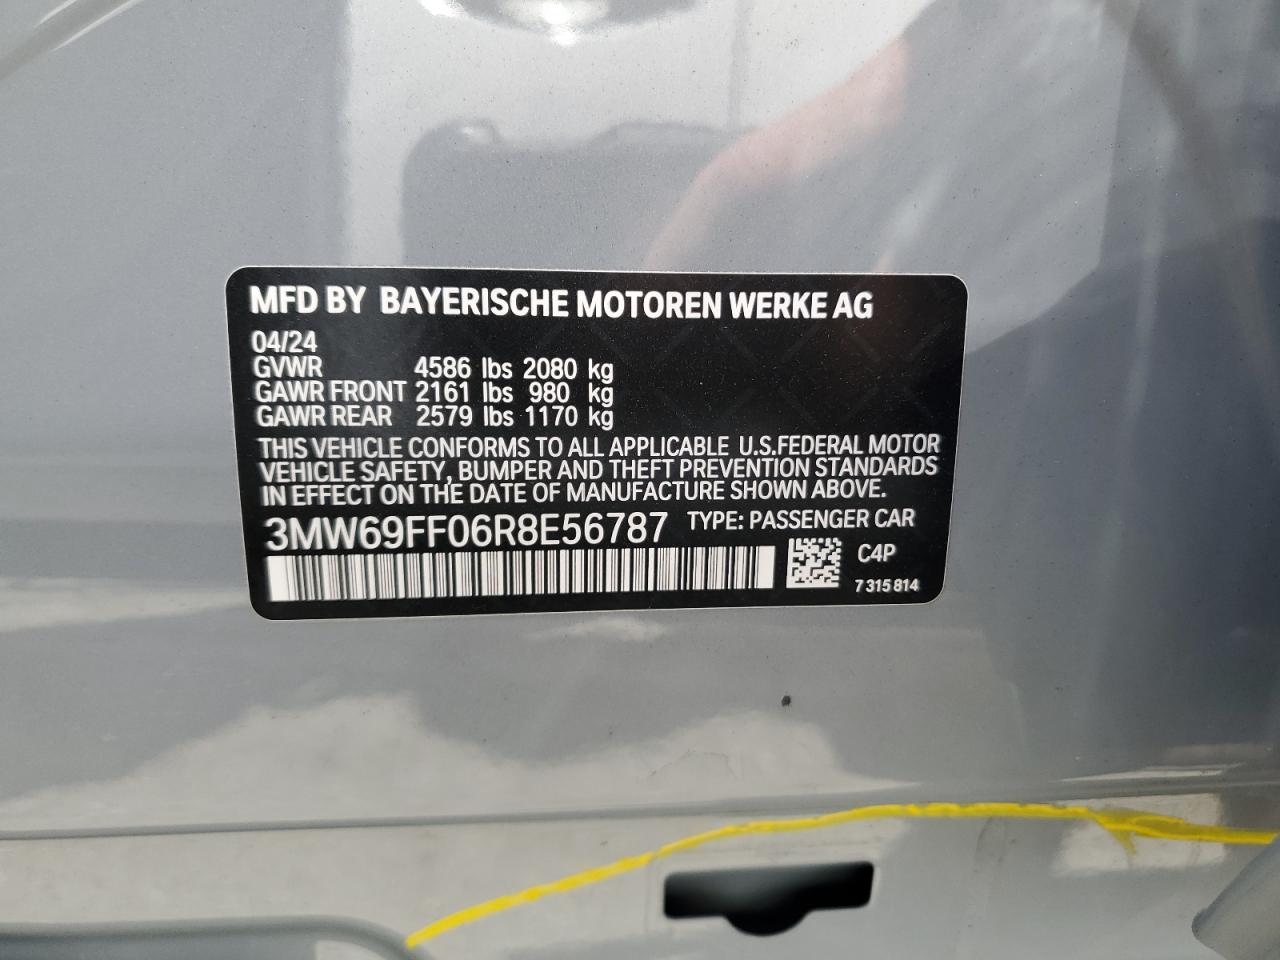 MFD BY BAYERISCHE MOTOREN WERKE AG
04/24
GVWR 4586 lbs 2080 kg
GAWR FRONT 2161 lbs 980 kg
GAWR REAR 2579 lbs 1170 kg
THIS VEHICLE CONFORMS TO ALL APPLICABLE U.S.FEDERAL MOTOR
VEHICLE SAFETY, BUMPER AND THEFT PREVENTION STANDARDS
IN EFFECT ON THE DATE OF MANUFACTURE SHOWN ABOVE.
3MW69FF06R8E56787 TYPE: PASSENGER CAR
C4P
7 315 814